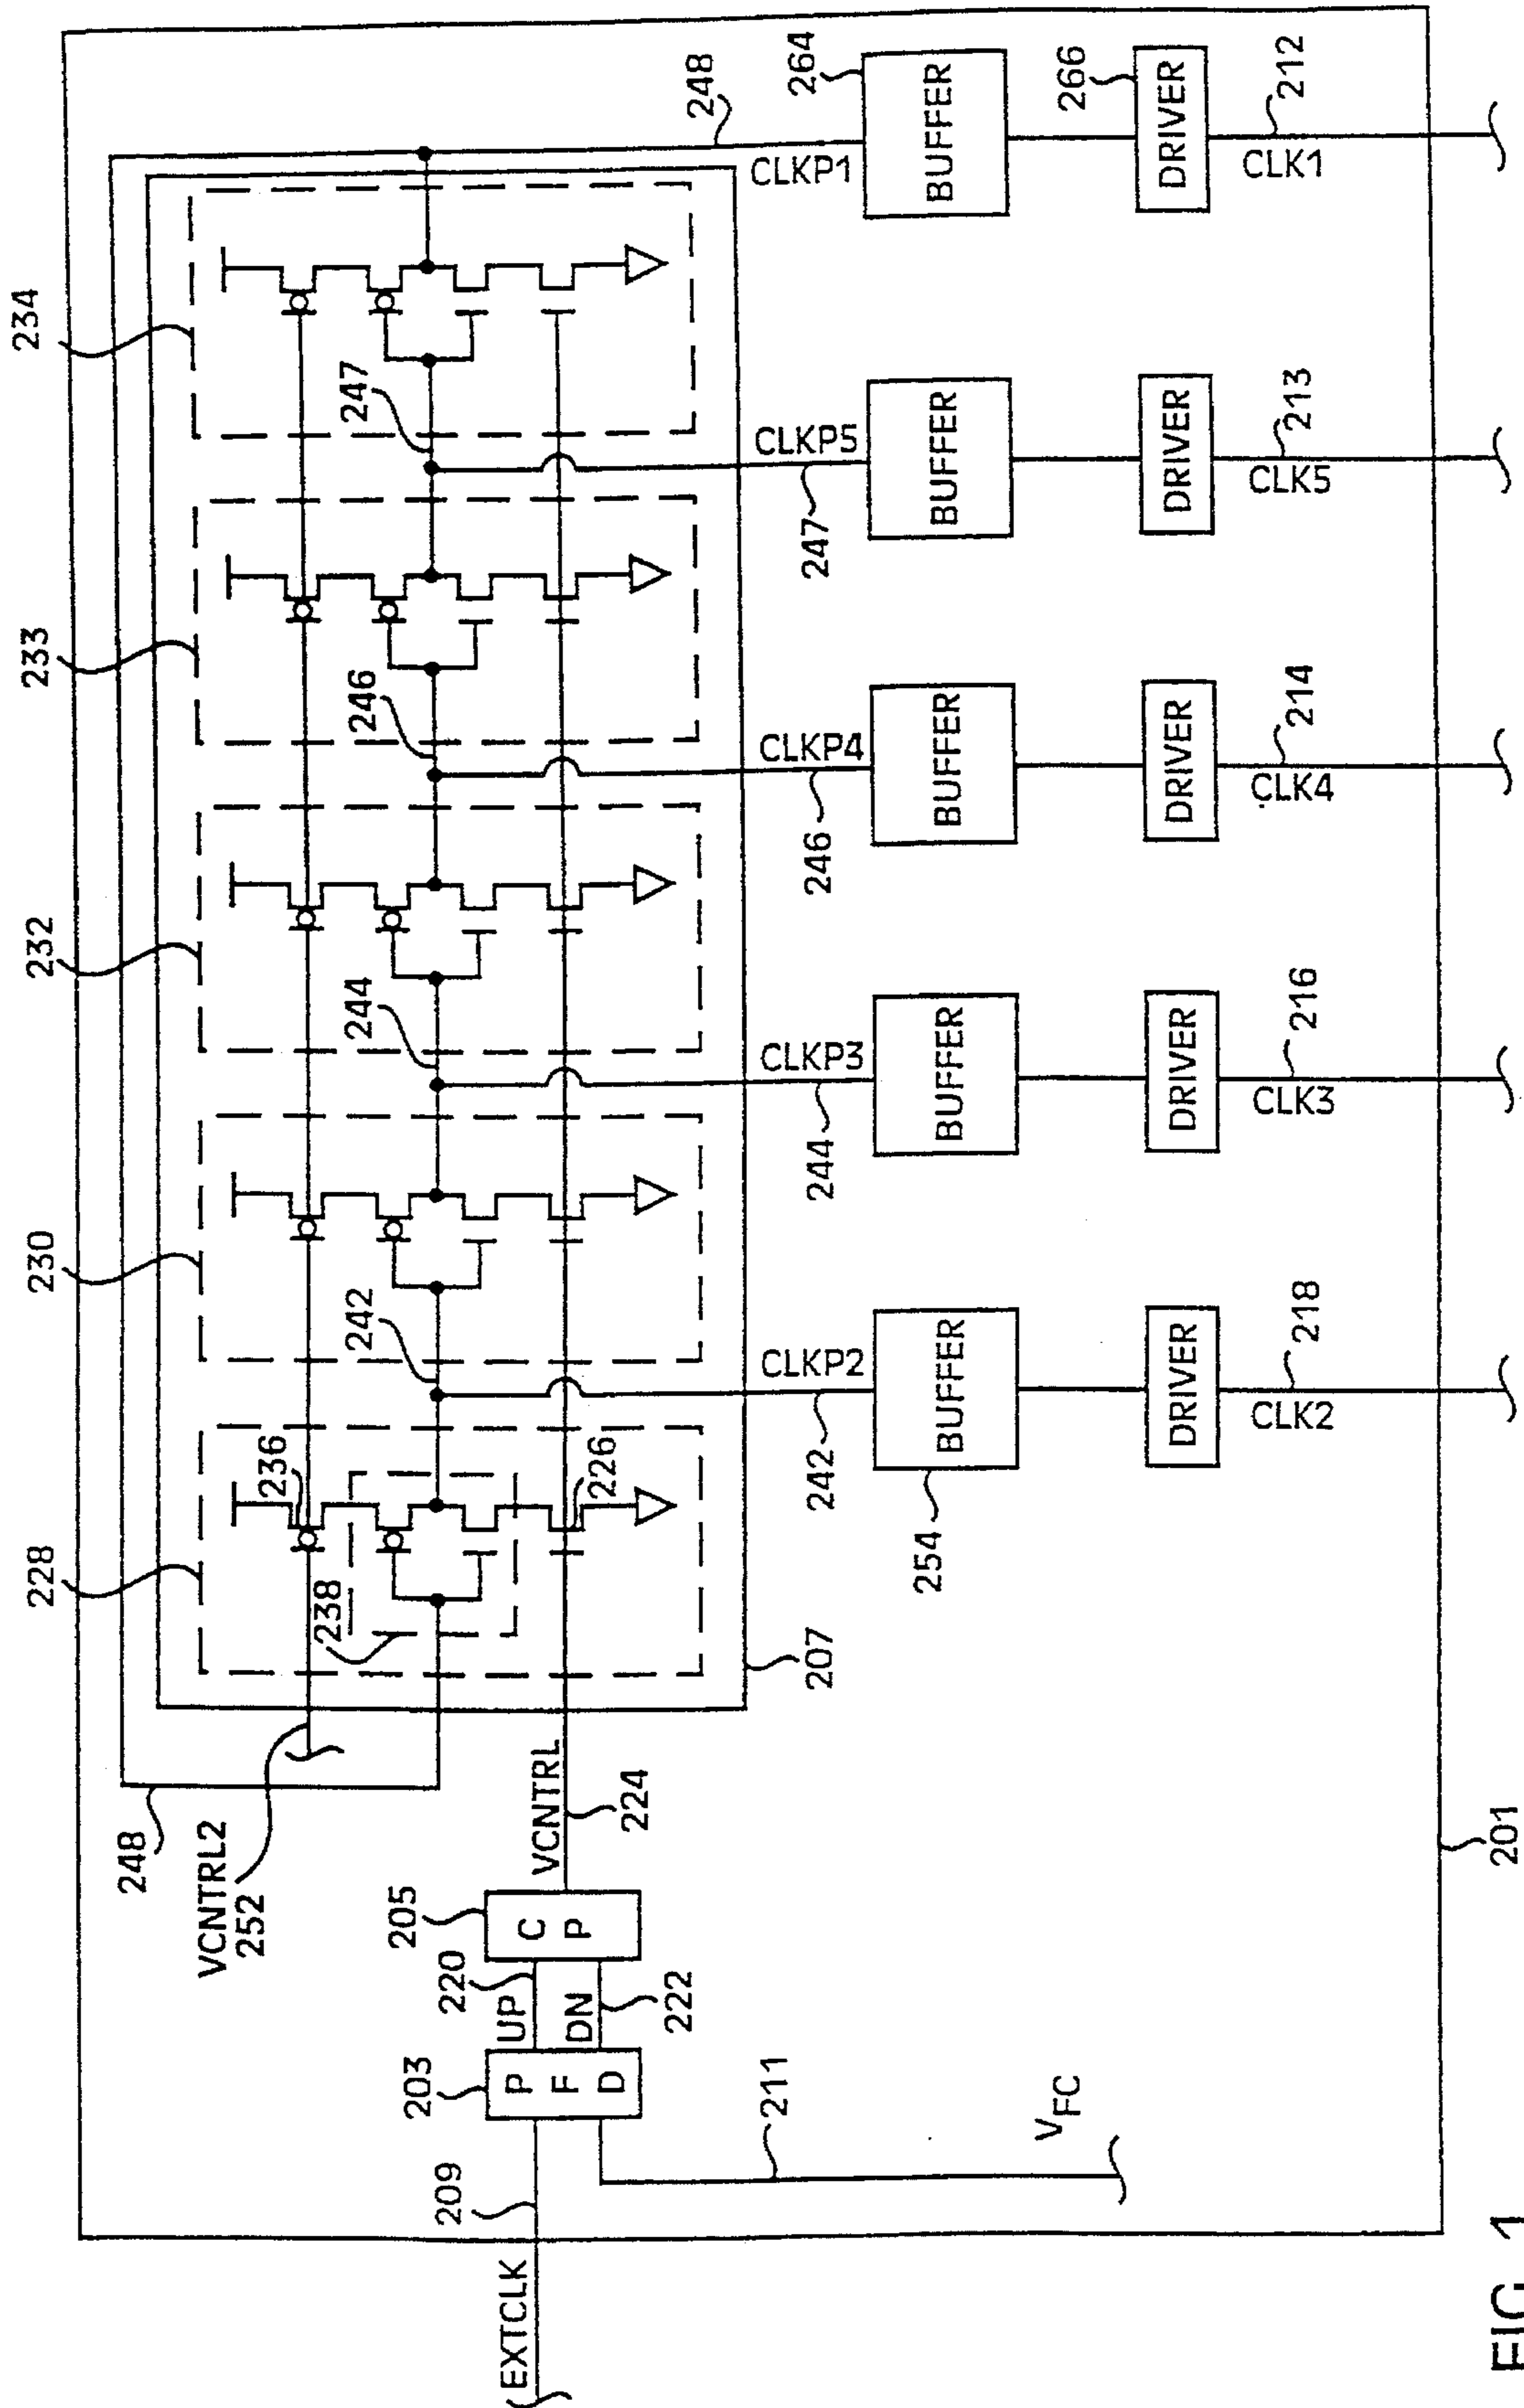 234
233
232
230
228
248
VCNTRL2
252
236
238
226
242
244
246
247
248
207
EXTCLK
209
203
P
F
D
UP
220
DN
222
205
C
P
VCNTRL
224
211
VFC
CLKP2
242
CLKP3
244
CLKP4
246
CLKP5
247
CLKP1
264
254
BUFFER
BUFFER
BUFFER
BUFFER
BUFFER
266
DRIVER
DRIVER
DRIVER
DRIVER
DRIVER
CLK2
218
CLK3
216
CLK4
214
CLK5
213
CLK1
212
201
FIG 1